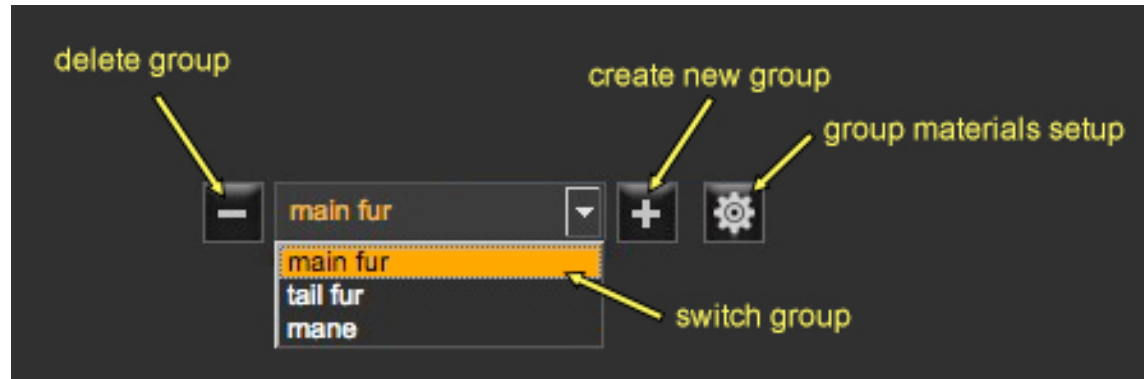 delete group
create new group
group materials setup
main fur
main fur
tail fur
mane
switch group